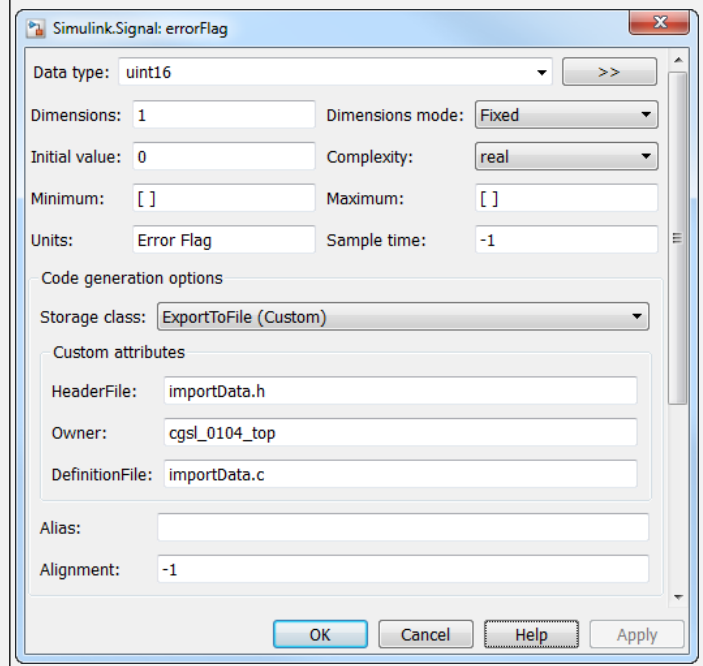 Simulink.Signal: errorFlag
Data type: uint16 >>
Dimensions: 1 Dimensions mode: Fixed
Initial value: 0 Complexity: real
Minimum: [ ] Maximum: [ ]
Units: Error Flag Sample time: -1
Code generation options
Storage class: ExportToFile (Custom)
Custom attributes
HeaderFile: importData.h
Owner: cgsl_0104_top
DefinitionFile: importData.c
Alias:
Alignment: -1
OK Cancel Help Apply